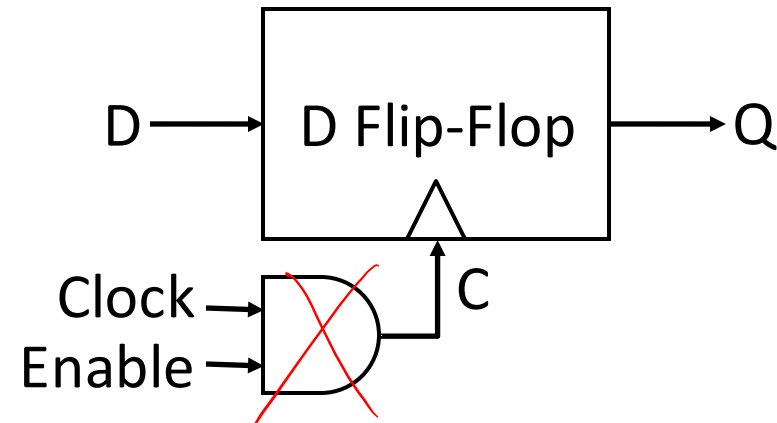 D
D Flip-Flop
Q
Clock
C
Enable